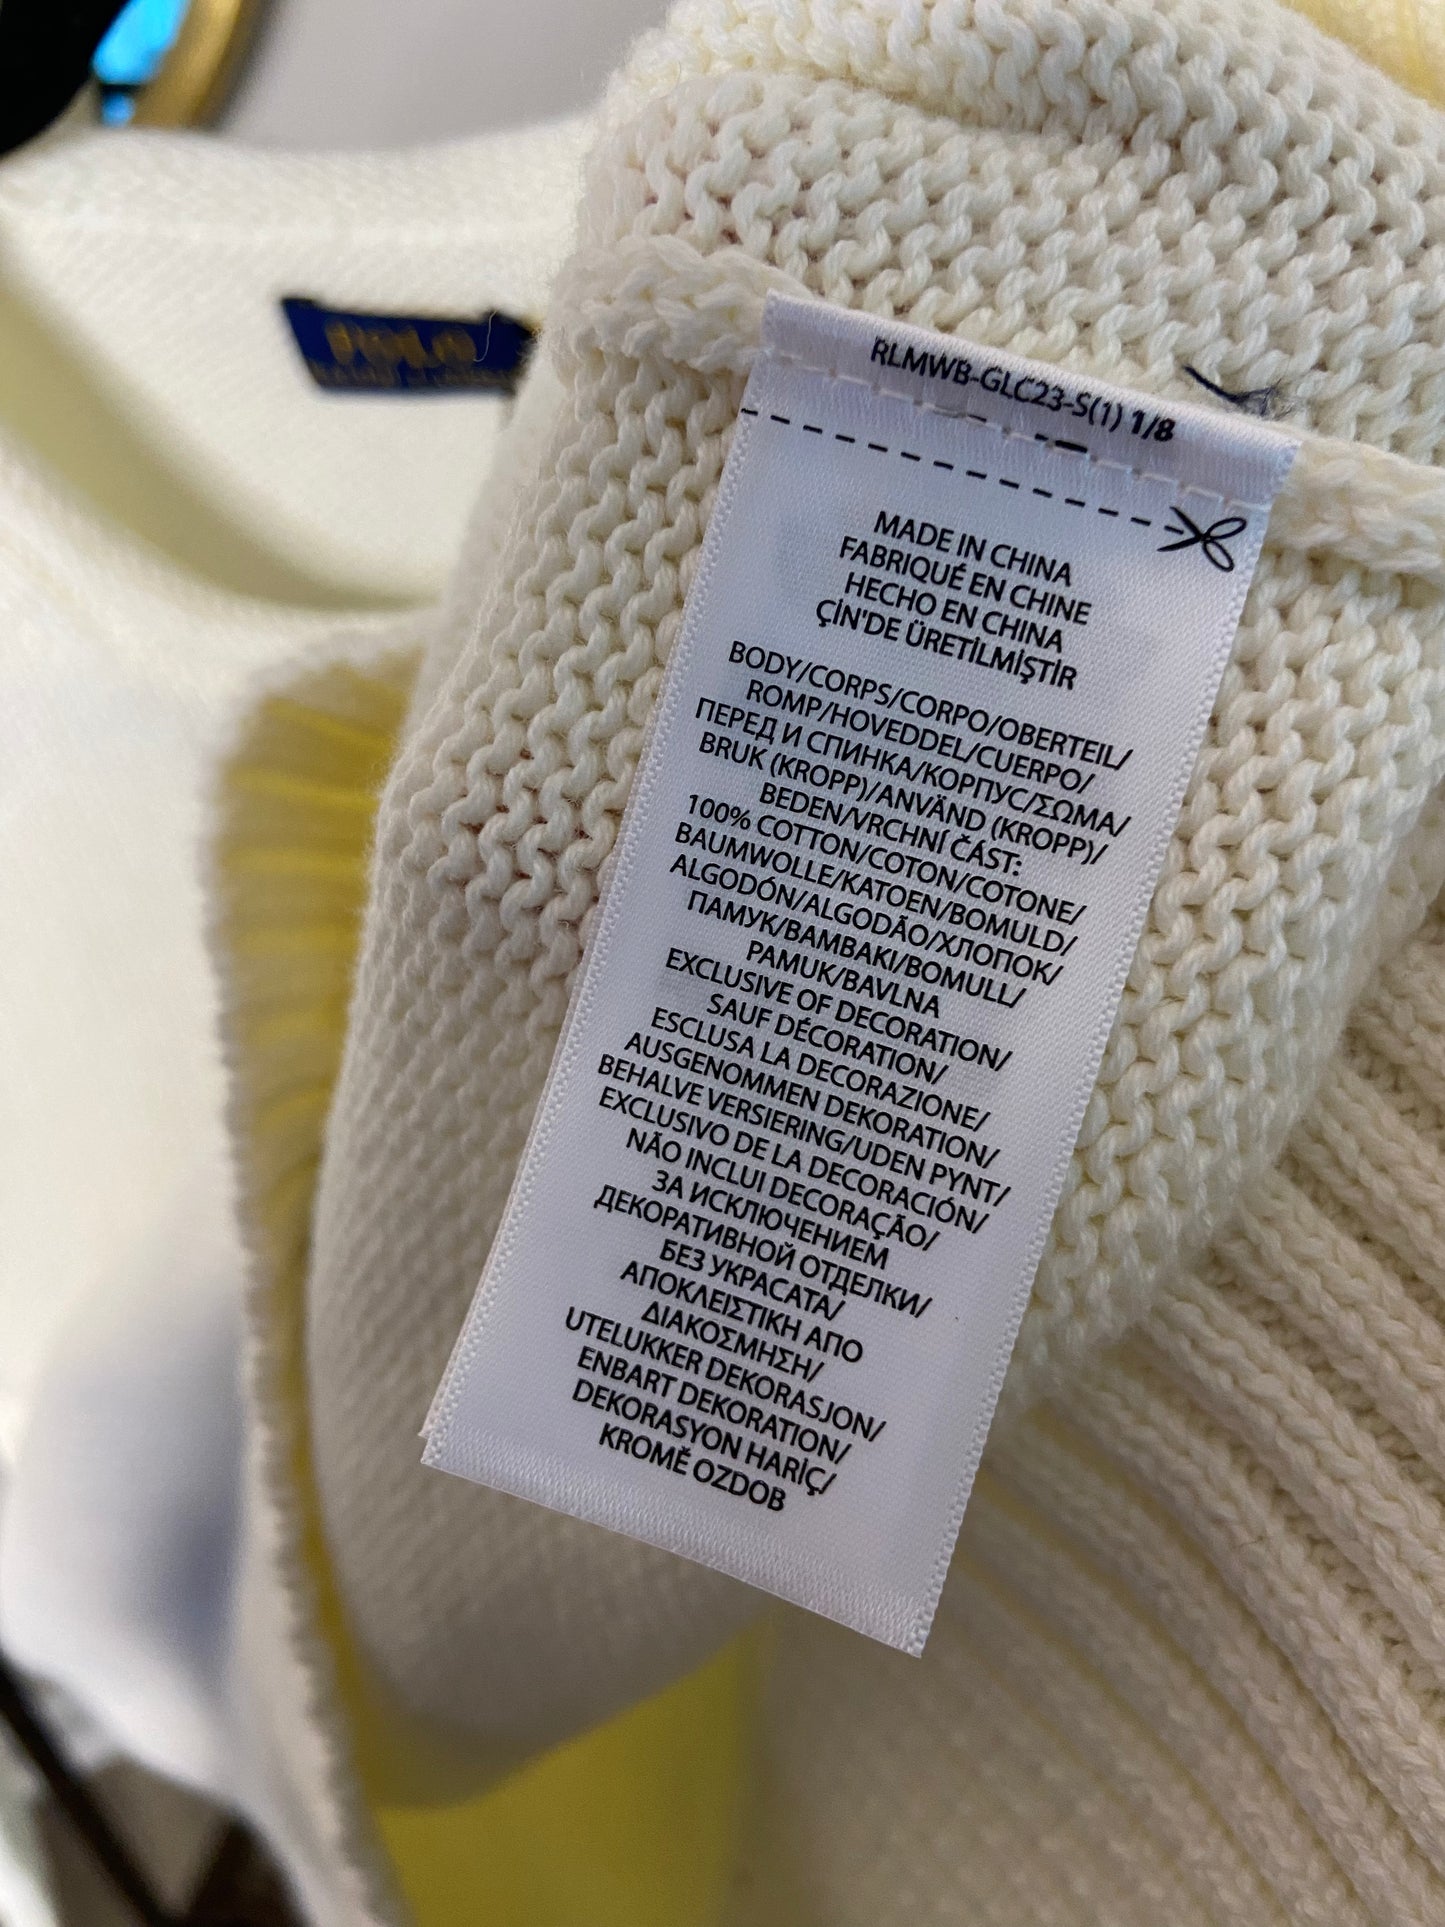 POLO
RLMWB-GLC23-S(1) 1/8
MADE IN CHINA
FABRIQUÉ EN CHINE
HECHO EN CHINA
ÇİN'DE ÜRETİLMİŞTİR
BODY/CORPS/CORPO/OBERTEIL/
ROMP/HOVEDDEL/CUERPO/
ПЕРЕД И СПИНКА/КОРПУС/ΣΩΜΑ/
BRUK (KROPP)/ANVÄND (KROPP)/
BEDEN/VRCHNÍ ČÁST:
100% COTTON/COTON/COTONE/
BAUMWOLLE/KATOEN/BOMULD/
ALGODÓN/ALGODÃO/ХЛОПОК/
ПАМУК/BAMBAKI/BOMULL/
PAMUK/BAVLNA
EXCLUSIVE OF DECORATION/
SAUF DÉCORATION/
ESCLUSA LA DECORAZIONE/
AUSGENOMMEN DEKORATION/
BEHALVE VERSIERING/UDEN PYNT/
EXCLUSIVO DE LA DECORACIÓN/
NÃO INCLUI DECORAÇÃO/
ЗА ИСКЛЮЧЕНИЕМ
ДЕКОРАТИВНОЙ ОТДЕЛКИ/
БЕЗ УКРАСАТА/
ΑΠΟΚΛΕΙΣΤΙΚΗ ΑΠΟ
ΔΙΑΚΟΣΜΗΣΗ/
UTELUKKER DEKORASJON/
ENBART DEKORATION/
DEKORASYON HARİÇ/
KROMĚ OZDOB